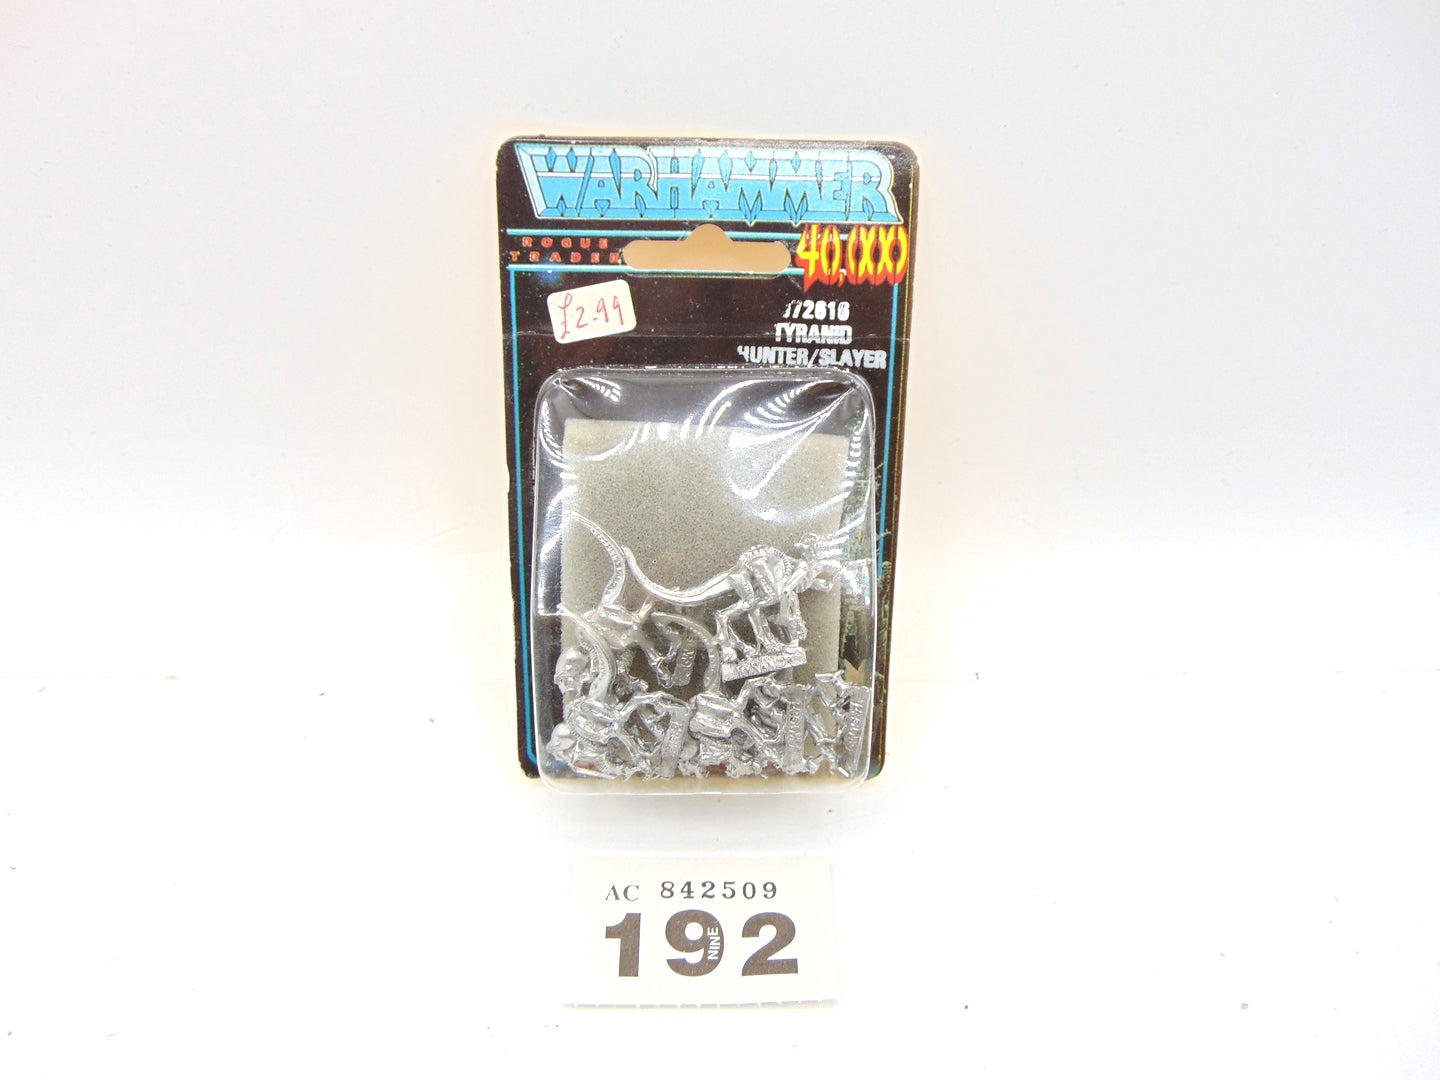 WARHAMMER
ROGUE
TRADER
40,000
£2.99
TYRANID
HUNTER/SLAYER
AC 842509
192
NINE